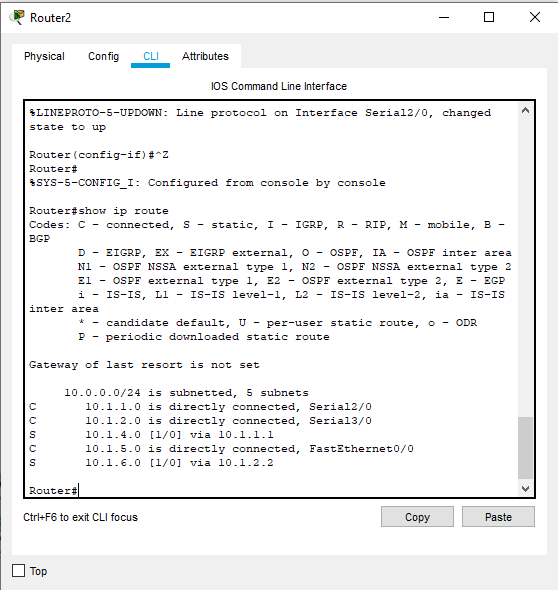 Router2
Physical Config CLI Attributes
IOS Command Line Interface
%LINEPROTO-5-UPDOWN: Line protocol on Interface Serial2/0, changed
state to up
Router(config-if)#^Z
Router#
%SYS-5-CONFIG_I: Configured from console by console
Router#show ip route
Codes: C - connected, S - static, I - IGRP, R - RIP, M - mobile, B -
BGP
D - EIGRP, EX - EIGRP external, O - OSPF, IA - OSPF inter area
N1 - OSPF NSSA external type 1, N2 - OSPF NSSA external type 2
E1 - OSPF external type 1, E2 - OSPF external type 2, E - EGP
i - IS-IS, L1 - IS-IS level-1, L2 - IS-IS level-2, ia - IS-IS
inter area
* - candidate default, U - per-user static route, o - ODR
P - periodic downloaded static route
Gateway of last resort is not set
10.0.0.0/24 is subnetted, 5 subnets
C 10.1.1.0 is directly connected, Serial2/0
C 10.1.2.0 is directly connected, Serial3/0
S 10.1.4.0 [1/0] via 10.1.1.1
C 10.1.5.0 is directly connected, FastEthernet0/0
S 10.1.6.0 [1/0] via 10.1.2.2
Router#
Ctrl+F6 to exit CLI focus
Copy Paste
Top